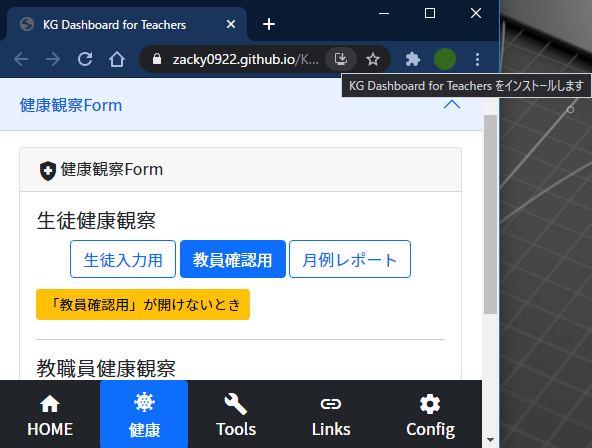 KG Dashboard for Teachers
zacky0922.github.io/K...
KG Dashboard for Teachers をインストールします
健康観察Form
健康観察Form
生徒健康観察
生徒入力用
教員確認用
月例レポート
「教員確認用」が開けないとき
教職員健康観察
HOME
健康
Tools
Links
Config